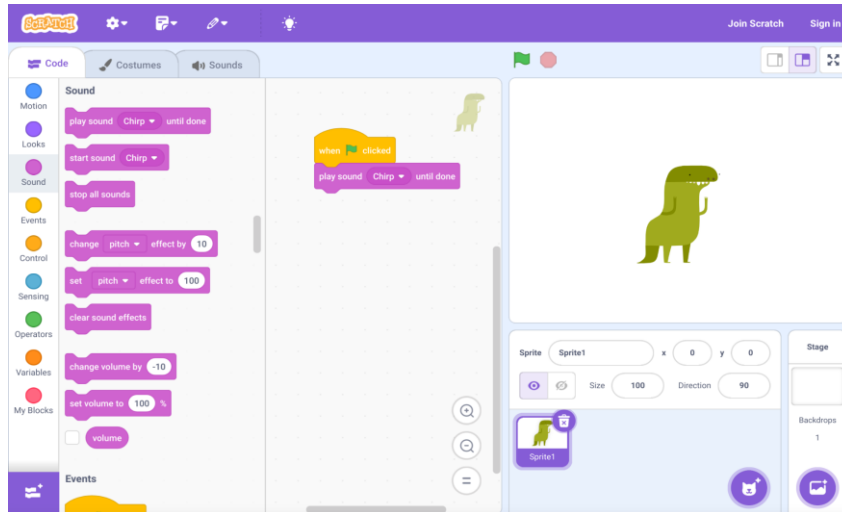 SCRATCH
Join Scratch Sign in
Code Costumes Sounds
Motion
Looks
Sound
Events
Control
Sensing
Operators
Variables
My Blocks
Sound
play sound Chirp until done
start sound Chirp
stop all sounds
change pitch effect by 10
set pitch effect to 100
clear sound effects
change volume by -10
set volume to 100 %
volume
Events
when clicked
play sound Chirp until done
Sprite Sprite1 x 0 y 0
Size 100 Direction 90
Sprite1
Stage
Backdrops
1